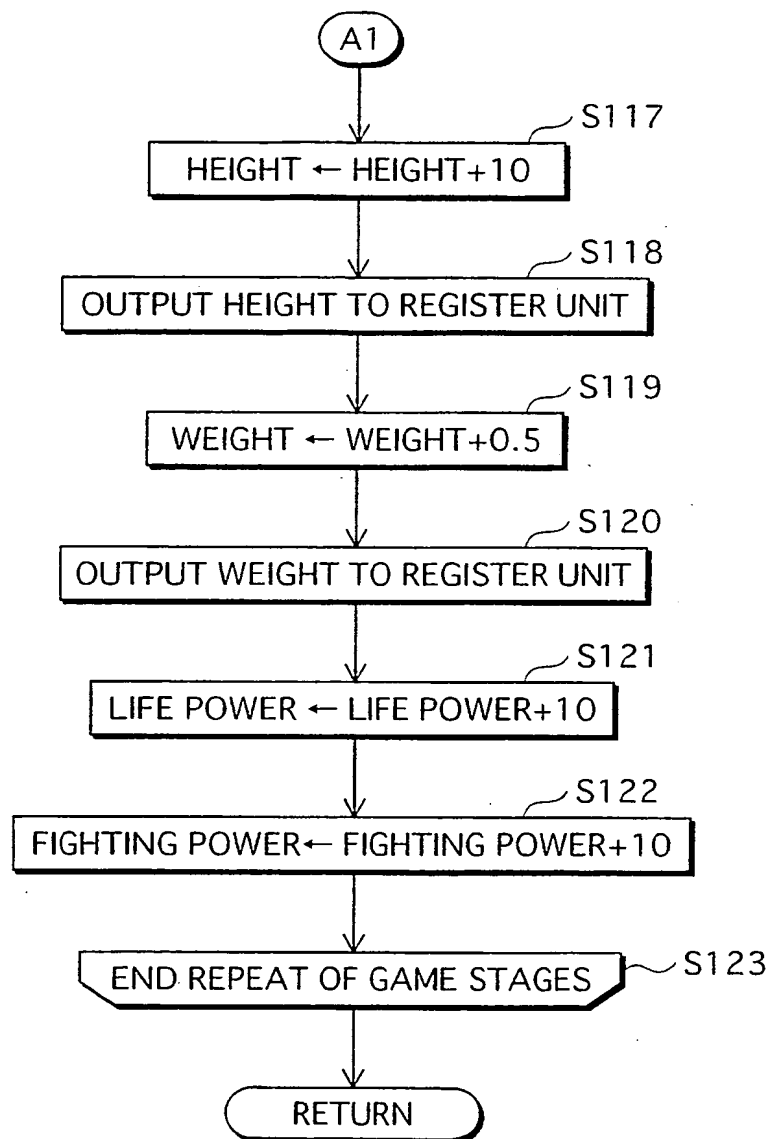 A1
S117
HEIGHT ← HEIGHT+10
S118
OUTPUT HEIGHT TO REGISTER UNIT
S119
WEIGHT ← WEIGHT+0.5
S120
OUTPUT WEIGHT TO REGISTER UNIT
S121
LIFE POWER ← LIFE POWER+10
S122
FIGHTING POWER← FIGHTING POWER+10
S123
END REPEAT OF GAME STAGES
RETURN